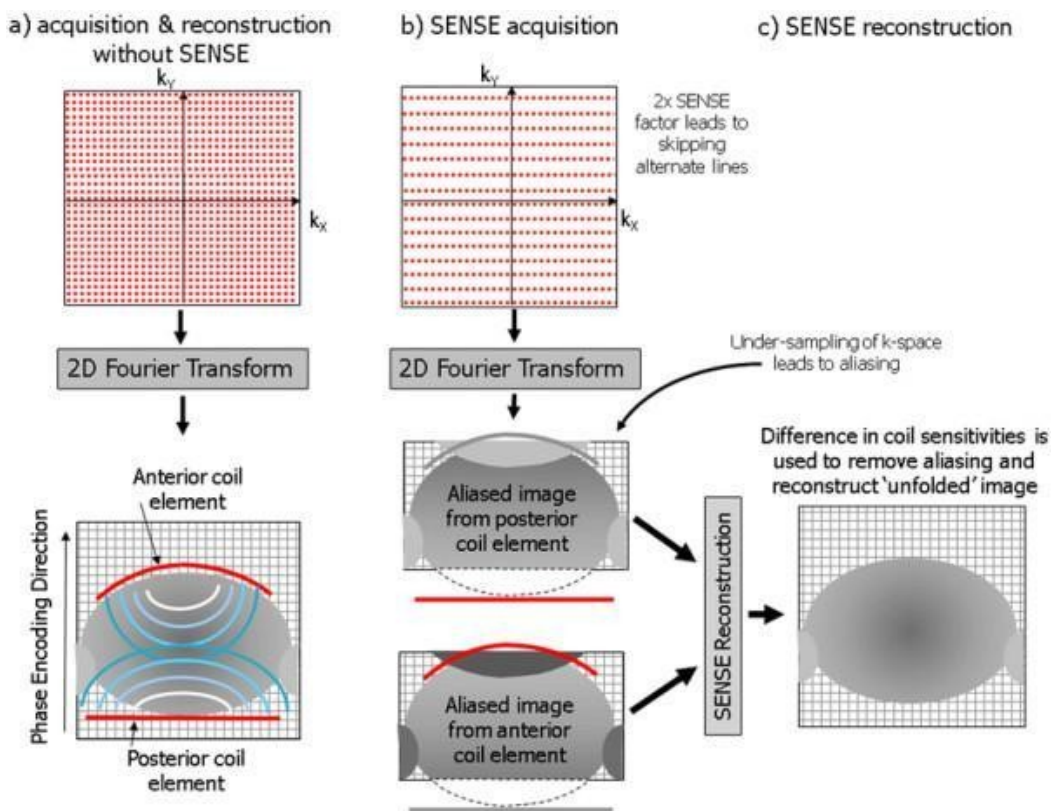 a) acquisition & reconstruction
without SENSE
k_Y
k_X
b) SENSE acquisition
k_Y
k_X
2x SENSE
factor leads to
skipping
alternate lines
c) SENSE reconstruction
2D Fourier Transform
2D Fourier Transform
Under-sampling of k-space
leads to aliasing
Anterior coil
element
Phase Encoding Direction
Posterior coil
element
Aliased image
from posterior
coil element
Aliased image
from anterior
coil element
SENSE Reconstruction
Difference in coil sensitivities is
used to remove aliasing and
reconstruct ‘unfolded’ image